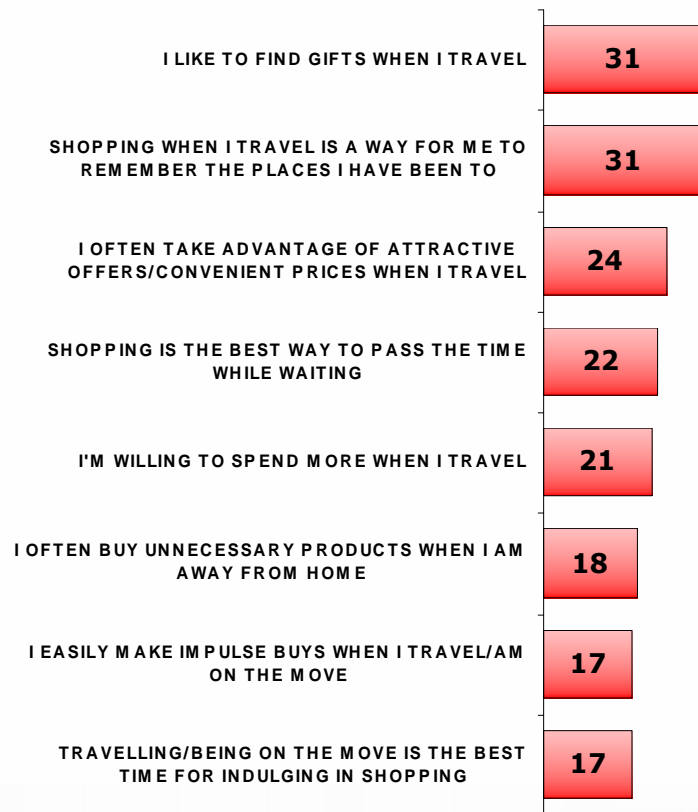 I LIKE TO FIND GIFTS WHEN I TRAVEL
31
SHOPPING WHEN I TRAVEL IS A WAY FOR ME TO
REMEMBER THE PLACES I HAVE BEEN TO
31
I OFTEN TAKE ADVANTAGE OF ATTRACTIVE
OFFERS/CONVENIENT PRICES WHEN I TRAVEL
24
SHOPPING IS THE BEST WAY TO PASS THE TIME
WHILE WAITING
22
I'M WILLING TO SPEND MORE WHEN I TRAVEL
21
I OFTEN BUY UNNECESSARY PRODUCTS WHEN I AM
AWAY FROM HOME
18
I EASILY MAKE IMPULSE BUYS WHEN I TRAVEL/AM
ON THE MOVE
17
TRAVELLING/BEING ON THE MOVE IS THE BEST
TIME FOR INDULGING IN SHOPPING
17